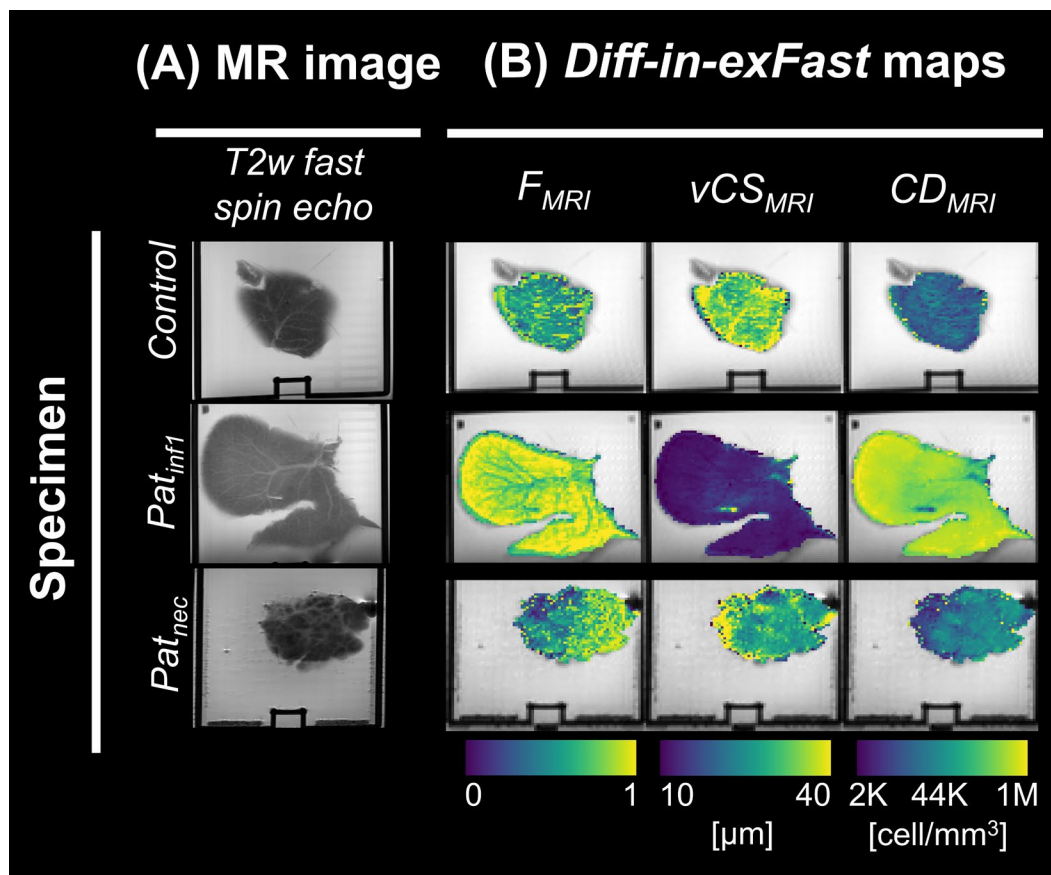 (A) MR image
(B) Diff-in-exFast maps
T2w fast
spin echo
F_MRI
vCS_MRI
CD_MRI
Specimen
Control
Pat_inf1
Pat_nec
0 1
10 40
2K 44K 1M
[µm]
[cell/mm³]